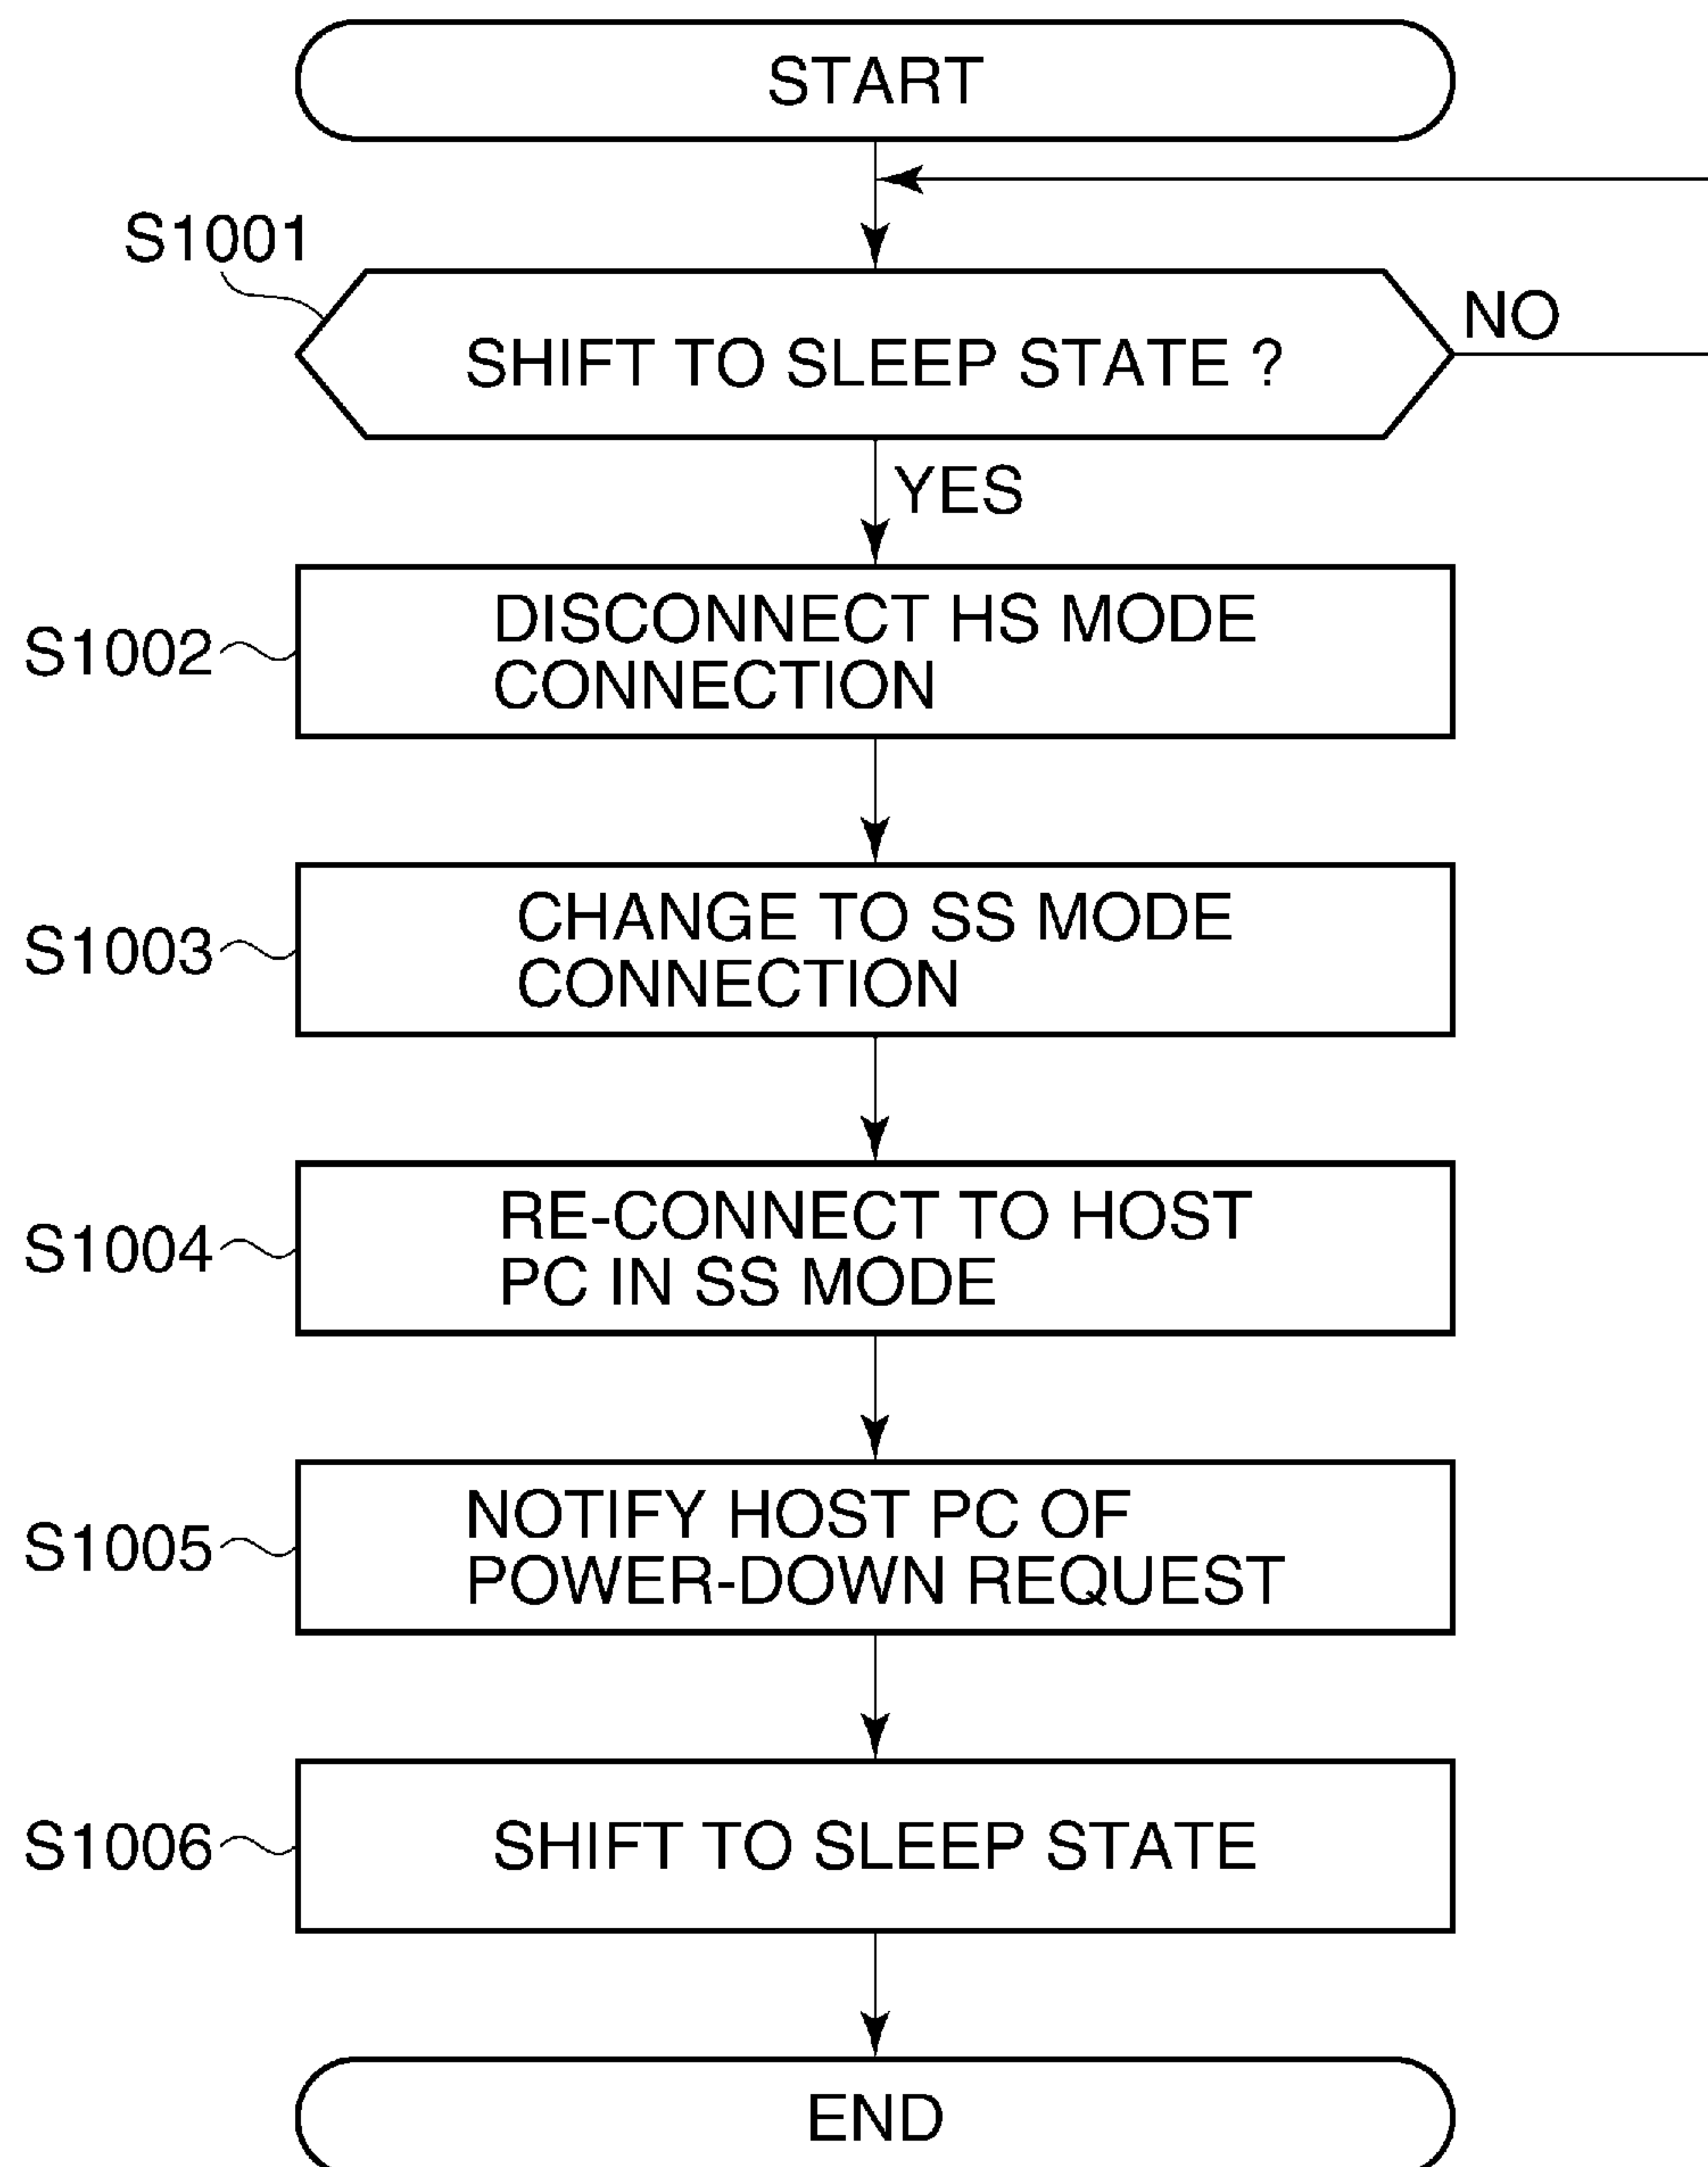 START
S1001
SHIFT TO SLEEP STATE ?
NO
YES
S1002
DISCONNECT HS MODE
CONNECTION
S1003
CHANGE TO SS MODE
CONNECTION
S1004
RE-CONNECT TO HOST
PC IN SS MODE
S1005
NOTIFY HOST PC OF
POWER-DOWN REQUEST
S1006
SHIFT TO SLEEP STATE
END